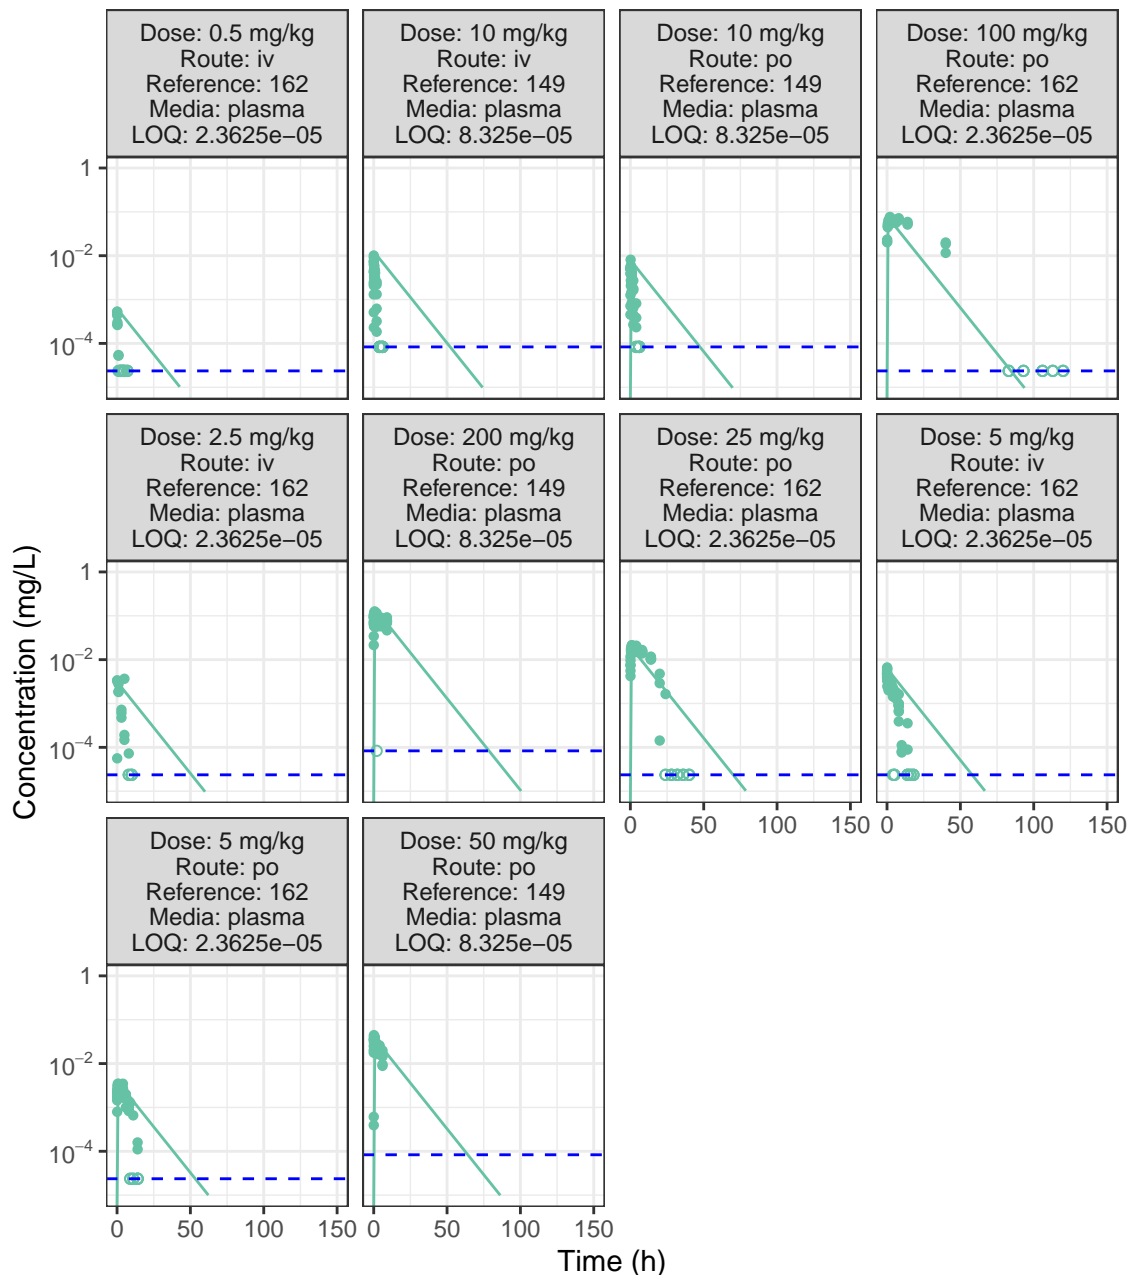 Dose: 0.5 mg/kg
Route: iv
Reference: 162
Media: plasma
LOQ: 2.3625e−05
Dose: 10 mg/kg
Route: iv
Reference: 149
Media: plasma
LOQ: 8.325e−05
Dose: 10 mg/kg
Route: po
Reference: 149
Media: plasma
LOQ: 8.325e−05
Dose: 100 mg/kg
Route: po
Reference: 162
Media: plasma
LOQ: 2.3625e−05
1
10⁻²
10⁻⁴
Dose: 2.5 mg/kg
Route: iv
Reference: 162
Media: plasma
LOQ: 2.3625e−05
Dose: 200 mg/kg
Route: po
Reference: 149
Media: plasma
LOQ: 8.325e−05
Dose: 25 mg/kg
Route: po
Reference: 162
Media: plasma
LOQ: 2.3625e−05
Dose: 5 mg/kg
Route: iv
Reference: 162
Media: plasma
LOQ: 2.3625e−05
Concentration (mg/L)
1
10⁻²
10⁻⁴
0 50 100 150
0 50 100 150
Dose: 5 mg/kg
Route: po
Reference: 162
Media: plasma
LOQ: 2.3625e−05
Dose: 50 mg/kg
Route: po
Reference: 149
Media: plasma
LOQ: 8.325e−05
1
10⁻²
10⁻⁴
0 50 100 150
0 50 100 150
Time (h)